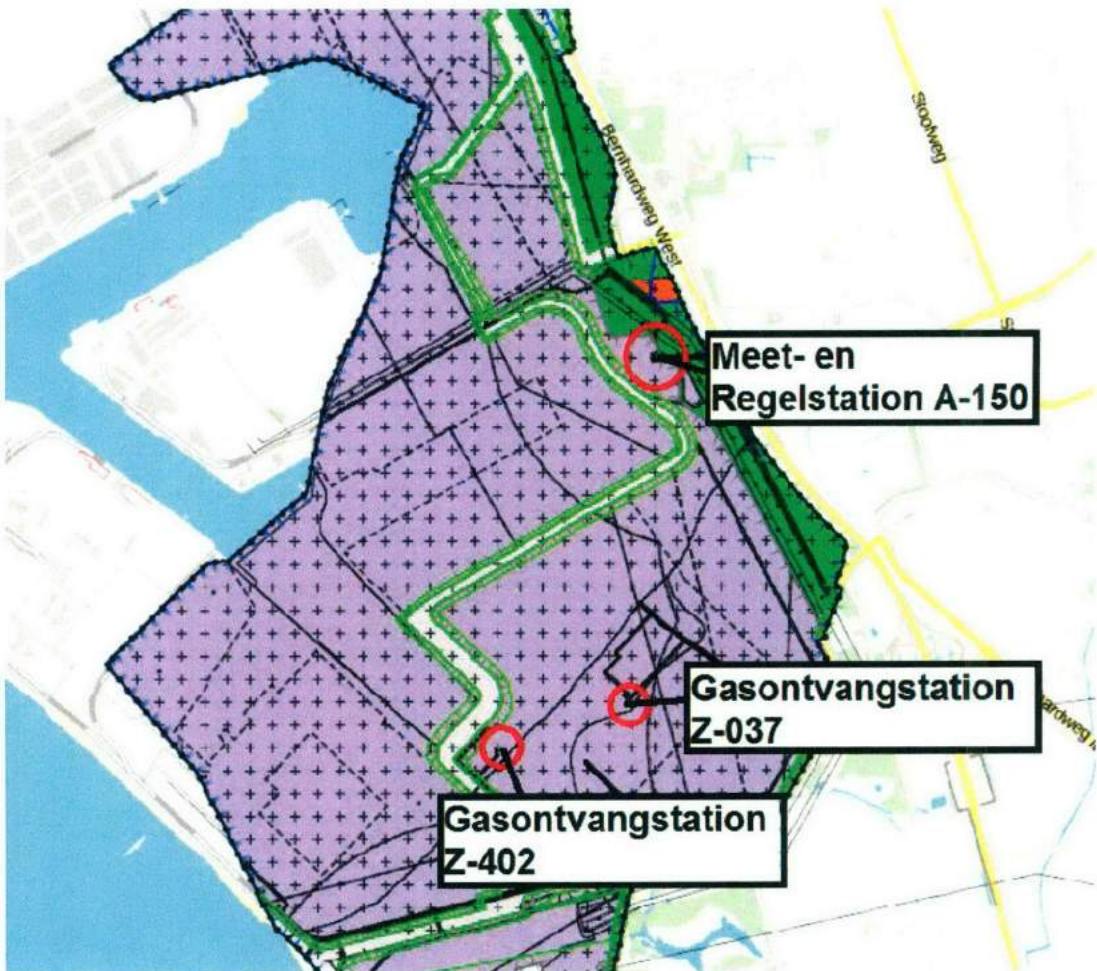 Stoofweg
Bernhardweg West
Meet- en
Regelstation A-150
Gasontvangstation
Z-037
Gasontvangstation
Z-402